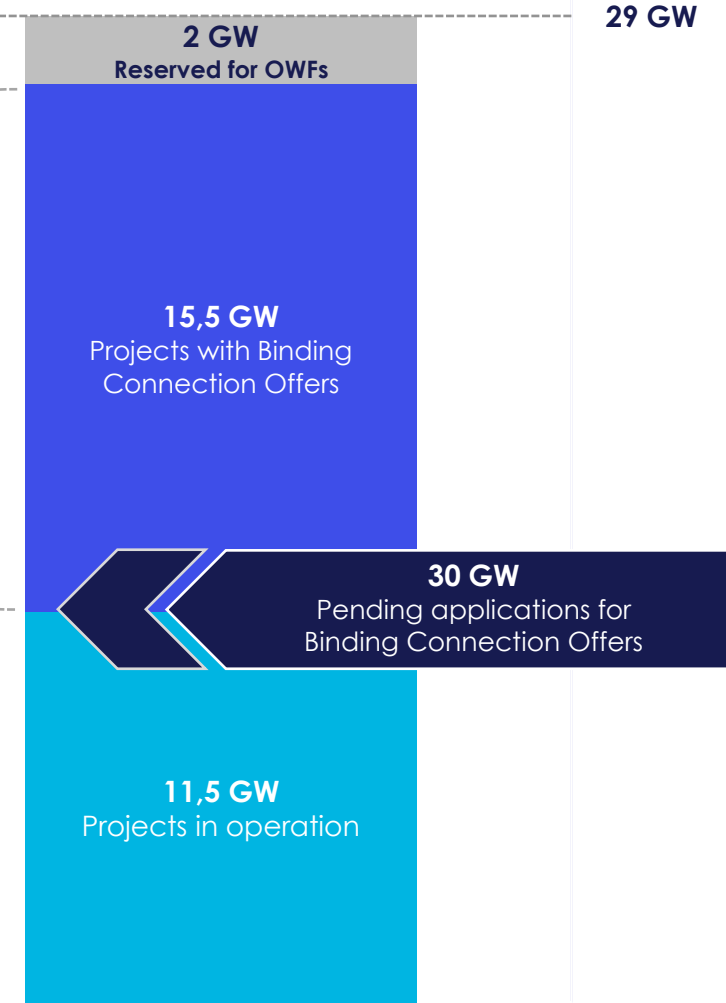 29 GW
2 GW
Reserved for OWFs
15,5 GW
Projects with Binding
Connection Offers
30 GW
Pending applications for
Binding Connection Offers
11,5 GW
Projects in operation